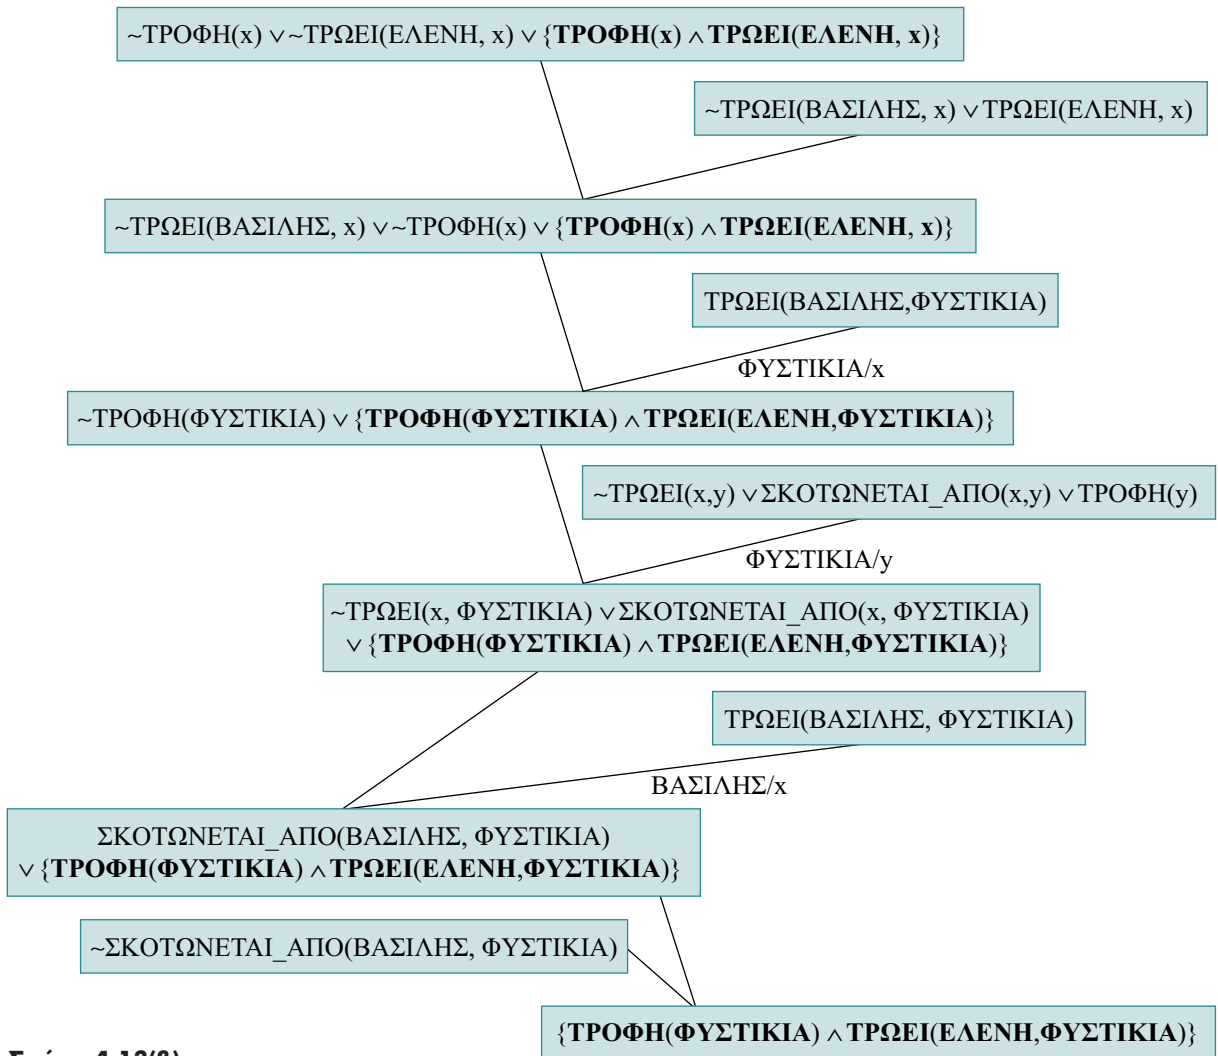 ~ΤΡΟΦΗ(x) ∨ ~ΤΡΩΕΙ(ΕΛΕΝΗ, x) ∨ {ΤΡΟΦΗ(x) ∧ ΤΡΩΕΙ(ΕΛΕΝΗ, x)}
~ΤΡΩΕΙ(ΒΑΣΙΛΗΣ, x) ∨ ΤΡΩΕΙ(ΕΛΕΝΗ, x)
~ΤΡΩΕΙ(ΒΑΣΙΛΗΣ, x) ∨ ~ΤΡΟΦΗ(x) ∨ {ΤΡΟΦΗ(x) ∧ ΤΡΩΕΙ(ΕΛΕΝΗ, x)}
ΤΡΩΕΙ(ΒΑΣΙΛΗΣ,ΦΥΣΤΙΚΙΑ)
ΦΥΣΤΙΚΙΑ/x
~ΤΡΟΦΗ(ΦΥΣΤΙΚΙΑ) ∨ {ΤΡΟΦΗ(ΦΥΣΤΙΚΙΑ) ∧ ΤΡΩΕΙ(ΕΛΕΝΗ,ΦΥΣΤΙΚΙΑ)}
~ΤΡΩΕΙ(x,y) ∨ ΣΚΟΤΩΝΕΤΑΙ_ΑΠΟ(x,y) ∨ ΤΡΟΦΗ(y)
ΦΥΣΤΙΚΙΑ/y
~ΤΡΩΕΙ(x, ΦΥΣΤΙΚΙΑ) ∨ ΣΚΟΤΩΝΕΤΑΙ_ΑΠΟ(x, ΦΥΣΤΙΚΙΑ)
∨ {ΤΡΟΦΗ(ΦΥΣΤΙΚΙΑ) ∧ ΤΡΩΕΙ(ΕΛΕΝΗ,ΦΥΣΤΙΚΙΑ)}
ΤΡΩΕΙ(ΒΑΣΙΛΗΣ, ΦΥΣΤΙΚΙΑ)
ΒΑΣΙΛΗΣ/x
ΣΚΟΤΩΝΕΤΑΙ_ΑΠΟ(ΒΑΣΙΛΗΣ, ΦΥΣΤΙΚΙΑ)
∨ {ΤΡΟΦΗ(ΦΥΣΤΙΚΙΑ) ∧ ΤΡΩΕΙ(ΕΛΕΝΗ,ΦΥΣΤΙΚΙΑ)}
~ΣΚΟΤΩΝΕΤΑΙ_ΑΠΟ(ΒΑΣΙΛΗΣ, ΦΥΣΤΙΚΙΑ)
{ΤΡΟΦΗ(ΦΥΣΤΙΚΙΑ) ∧ ΤΡΩΕΙ(ΕΛΕΝΗ,ΦΥΣΤΙΚΙΑ)}